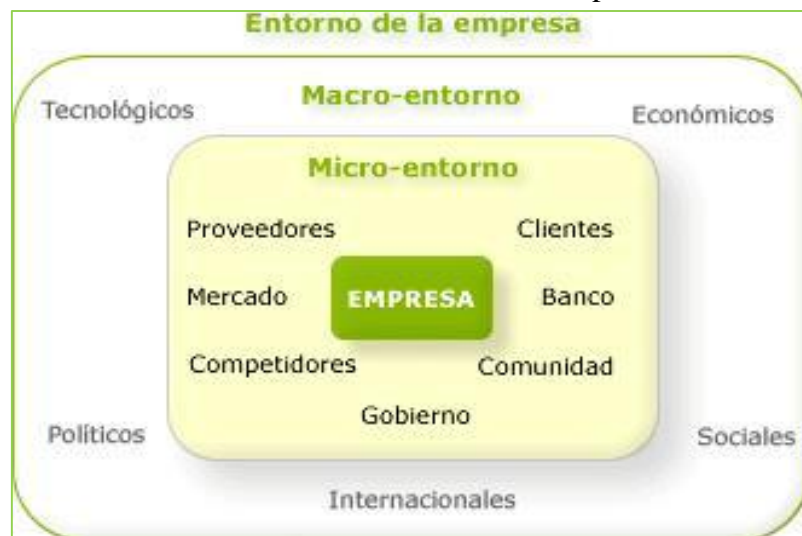 Entorno de la empresa
Macro-entorno
Tecnológicos
Económicos
Micro-entorno
Proveedores
Clientes
Mercado
EMPRESA
Banco
Competidores
Comunidad
Gobierno
Políticos
Sociales
Internacionales